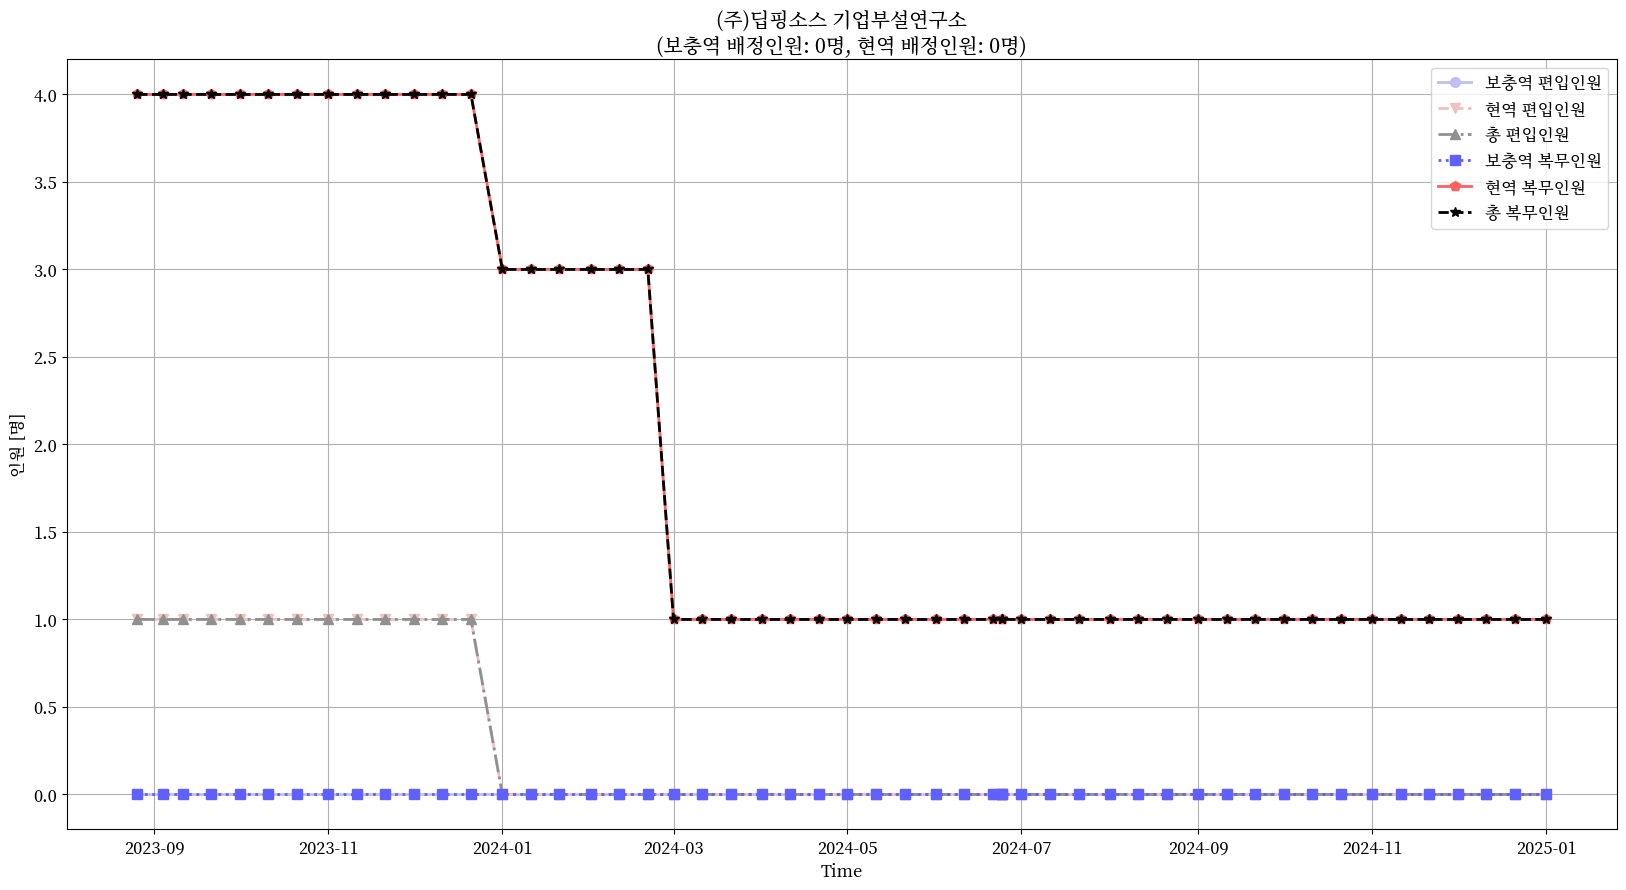 (주)딥핑소스 기업부설연구소
(보충역 배정인원: 0명, 현역 배정인원: 0명)
보충역 편입인원
현역 편입인원
총 편입인원
보충역 복무인원
현역 복무인원
총 복무인원
인원 [명]
4.0
3.5
3.0
2.5
2.0
1.5
1.0
0.5
0.0
2023-09 2023-11 2024-01 2024-03 2024-05 2024-07 2024-09 2024-11 2025-01
Time